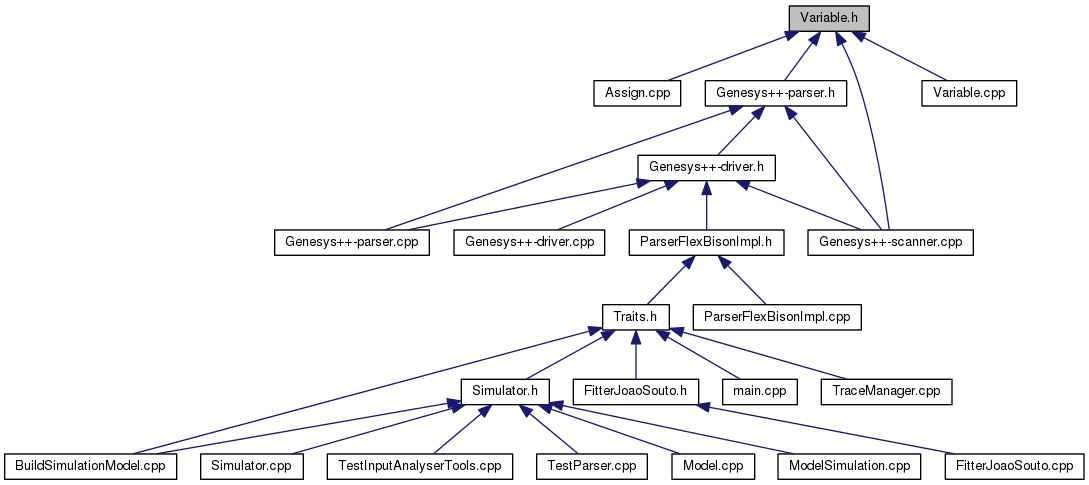 Variable.h
Assign.cpp
Genesys++-parser.h
Variable.cpp
Genesys++-driver.h
Genesys++-parser.cpp
Genesys++-driver.cpp
ParserFlexBisonImpl.h
Genesys++-scanner.cpp
Traits.h
ParserFlexBisonImpl.cpp
Simulator.h
FitterJoaoSouto.h
main.cpp
TraceManager.cpp
BuildSimulationModel.cpp
Simulator.cpp
TestInputAnalyserTools.cpp
TestParser.cpp
Model.cpp
ModelSimulation.cpp
FitterJoaoSouto.cpp